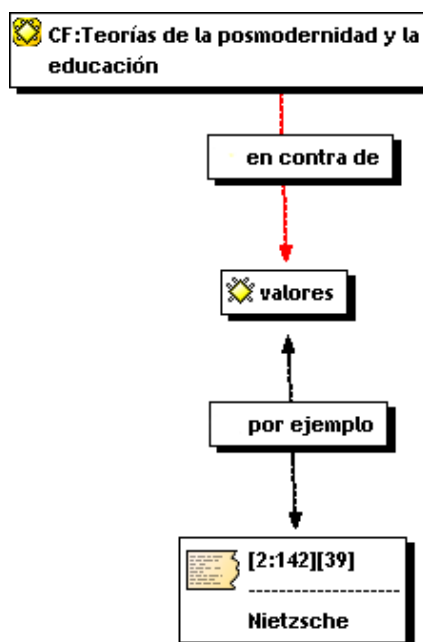 CF:Teorías de la posmodernidad y la
educación
en contra de
valores
por ejemplo
[2:142][39]
Nietzsche